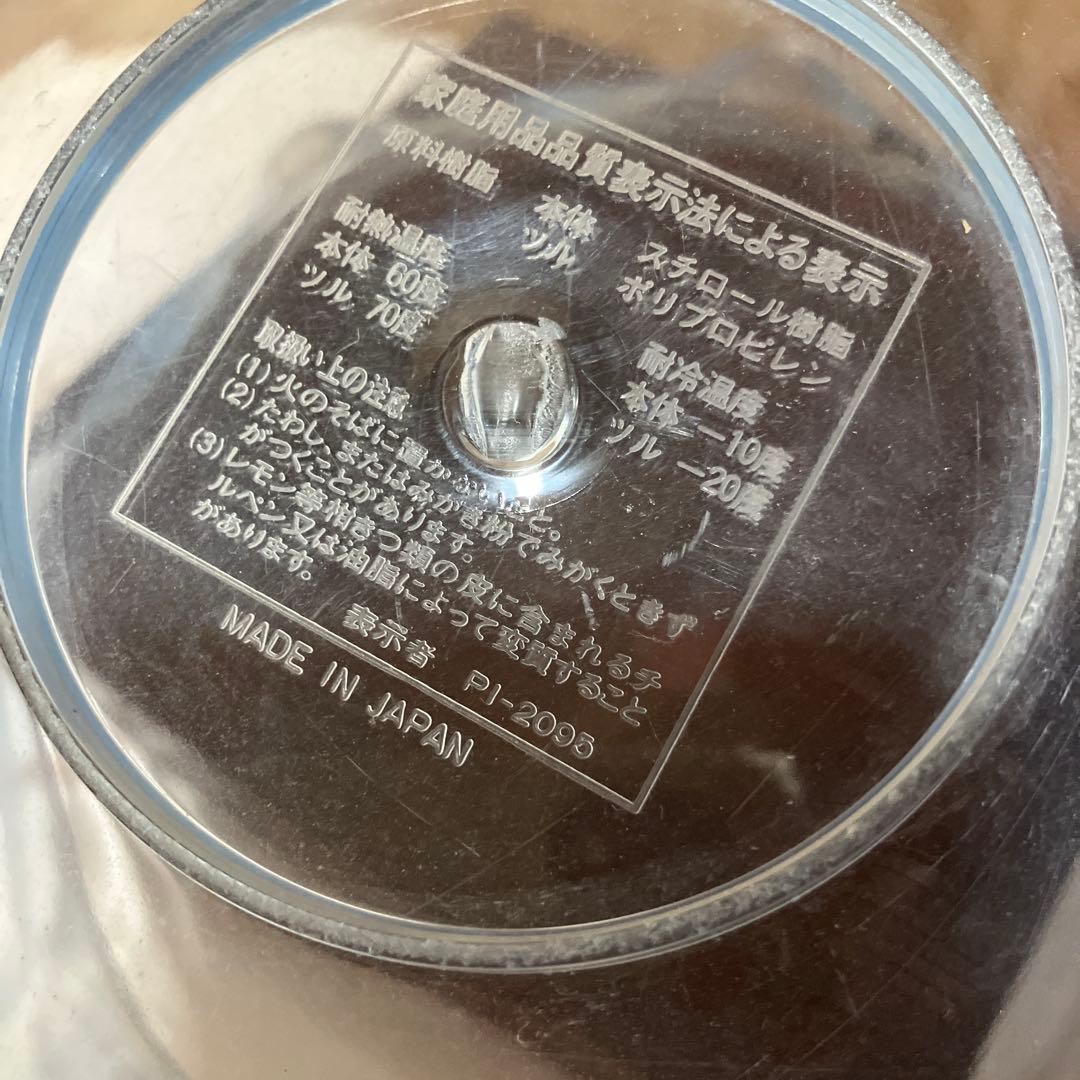 家庭用品品質表示法による表示
原料樹脂 本体 スチロール樹脂
ツル ポリプロピレン
耐熱温度 耐冷温度
本体 60度 本体 −10度
ツル 70度 ツル −20度
取扱い上の注意
(1) 火のそばに置かないこと。
(2) たわし、またはみがき粉でみがくときず
がつくことがあります。
(3) レモン等柑きつ類の皮に含まれるテ
ルペン又は油脂によって変質すること
があります。
表示者 PI-2095
MADE IN JAPAN